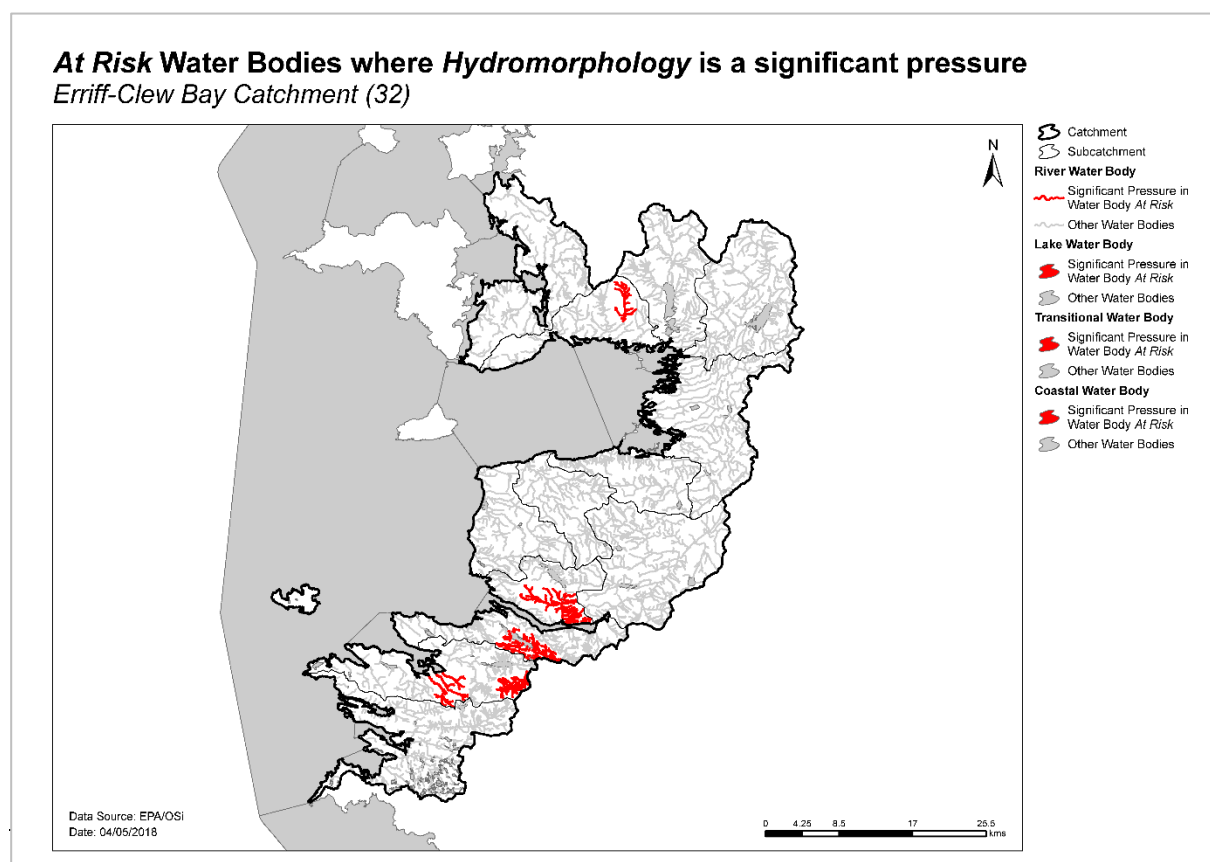 At Risk Water Bodies where Hydromorphology is a significant pressure
Erriff-Clew Bay Catchment (32)
N
Catchment
Subcatchment
River Water Body
Significant Pressure in
Water Body At Risk
Other Water Bodies
Lake Water Body
Significant Pressure in
Water Body At Risk
Other Water Bodies
Transitional Water Body
Significant Pressure in
Water Body At Risk
Other Water Bodies
Coastal Water Body
Significant Pressure in
Water Body At Risk
Other Water Bodies
Data Source: EPA/OSi
Date: 04/05/2018
0 4.25 8.5 17 25.5
kms